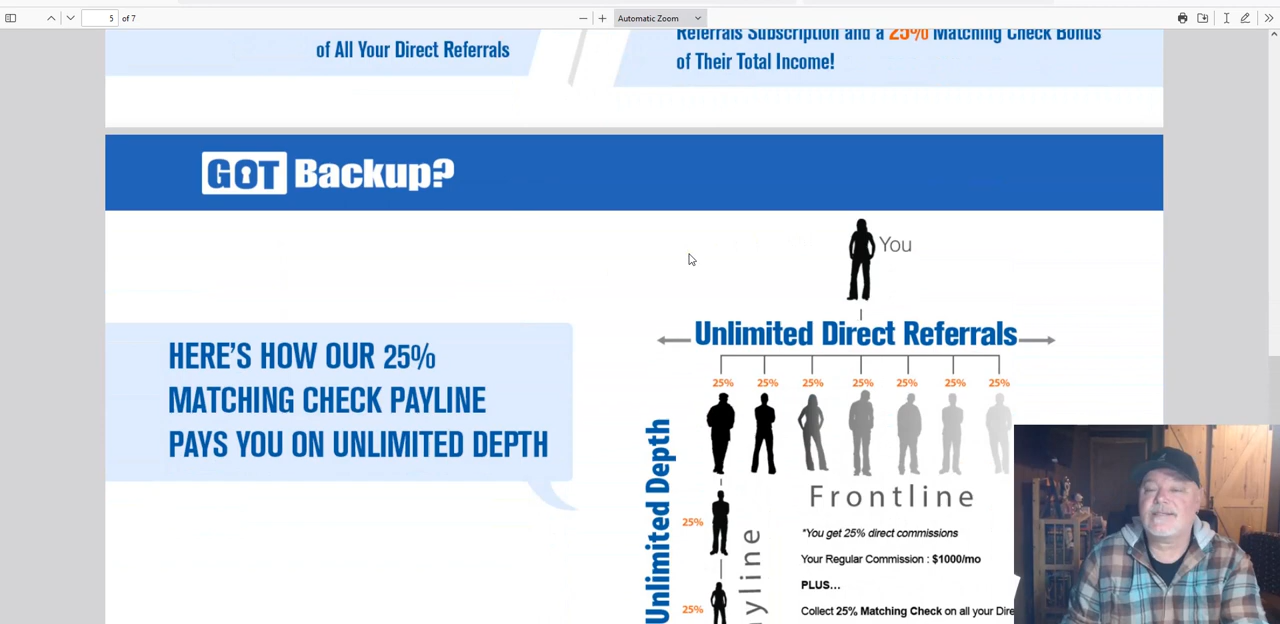 5 of 7
Automatic Zoom
of All Your Direct Referrals
Referrals Subscription and a 25% Matching Check Bonus
of Their Total Income!
GOT Backup?
You
HERE'S HOW OUR 25%
MATCHING CHECK PAYLINE
PAYS YOU ON UNLIMITED DEPTH
Unlimited Direct Referrals
25% 25% 25% 25% 25% 25% 25%
Frontline
Unlimited Depth
25%
25%
*You get 25% direct commissions
Your Regular Commission : $1000/mo
PLUS...
Collect 25% Matching Check on all your